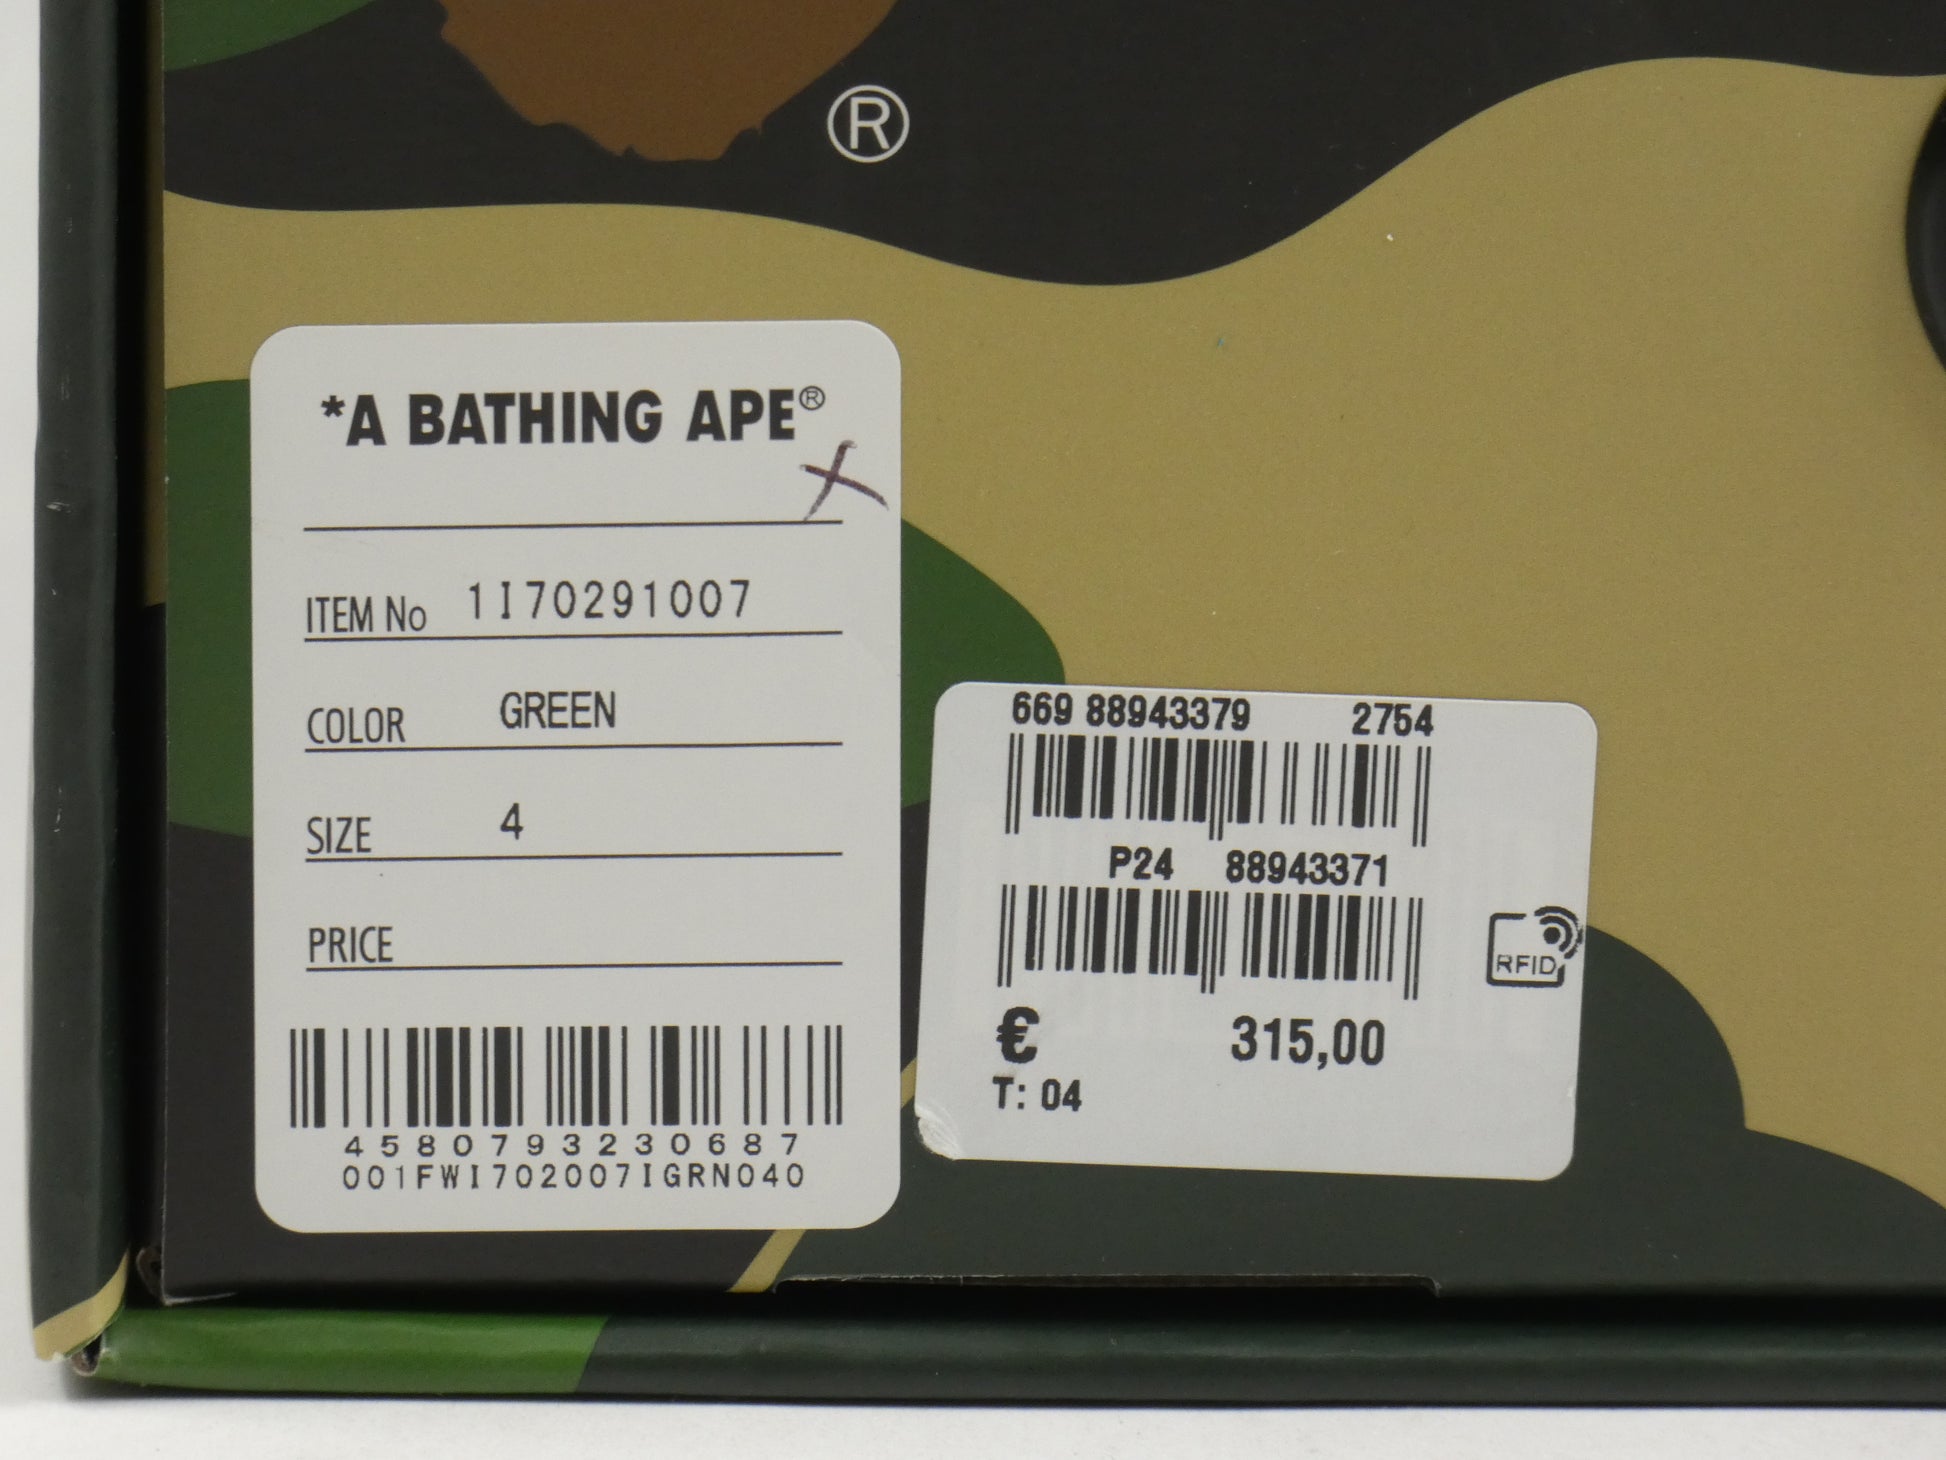 ®
*A BATHING APE®
ITEM No 1I70291007
COLOR GREEN
SIZE 4
PRICE
4580793230687
001FWI702007IGRN040
669 88943379 2754
P24 88943371
RFID
€ 315,00
T: 04